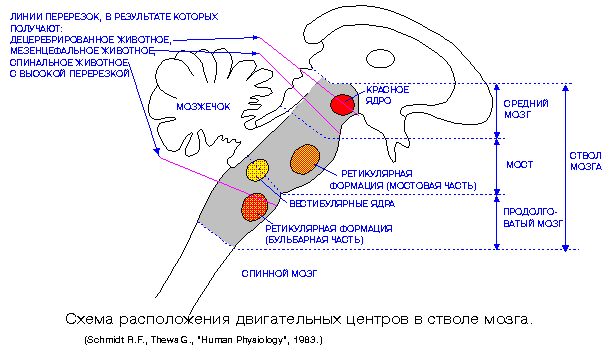 ЛИНИИ ПЕРЕРЕЗОК, В РЕЗУЛЬТАТЕ КОТОРЫХ
ПОЛУЧАЮТ:
ДЕЦЕРЕБРИРОВАННОЕ ЖИВОТНОЕ,
МЕЗЕНЦЕФАЛЬНОЕ ЖИВОТНОЕ,
СПИНАЛЬНОЕ ЖИВОТНОЕ
С ВЫСОКОЙ ПЕРЕРЕЗКОЙ
МОЗЖЕЧОК
КРАСНОЕ
ЯДРО
СРЕДНИЙ
МОЗГ
МОСТ
СТВОЛ
МОЗГА
РЕТИКУЛЯРНАЯ
ФОРМАЦИЯ (МОСТОВАЯ ЧАСТЬ)
ВЕСТИБУЛЯРНЫЕ ЯДРА
ПРОДОЛГО-
ВАТЫЙ МОЗГ
РЕТИКУЛЯРНАЯ ФОРМАЦИЯ
(БУЛЬБАРНАЯ ЧАСТЬ)
СПИННОЙ МОЗГ
Схема расположения двигательных центров в стволе мозга.
(Schmidt R.F., Thews G., "Human Physiology", 1983.)